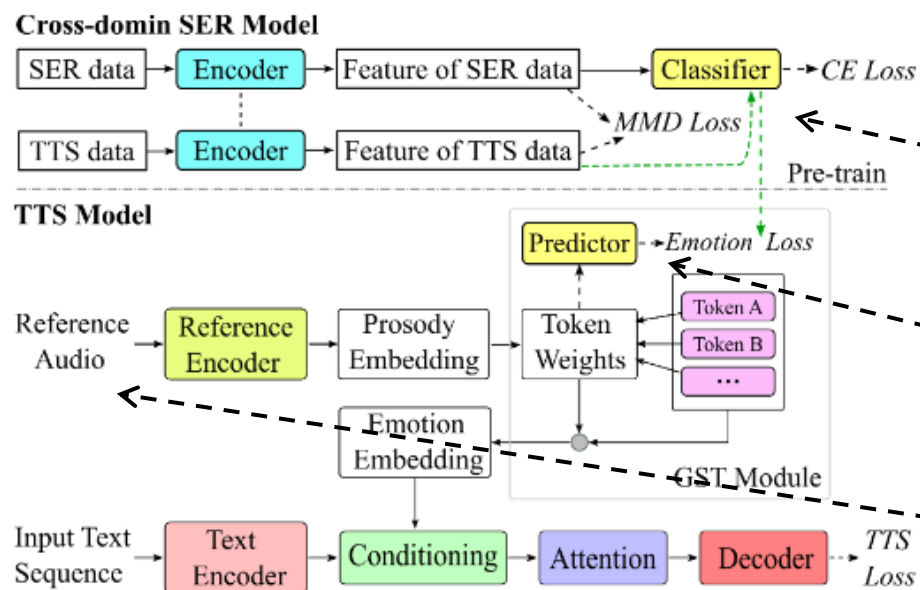 Cross-domin SER Model
SER data
Encoder
Feature of SER data
Classifier
CE Loss
MMD Loss
TTS data
Encoder
Feature of TTS data
Pre-train
TTS Model
Predictor
Emotion Loss
Reference
Audio
Reference
Encoder
Prosody
Embedding
Token
Weights
Token A
Token B
...
Emotion
Embedding
GST Module
Input Text
Sequence
Text
Encoder
Conditioning
Attention
Decoder
TTS
Loss